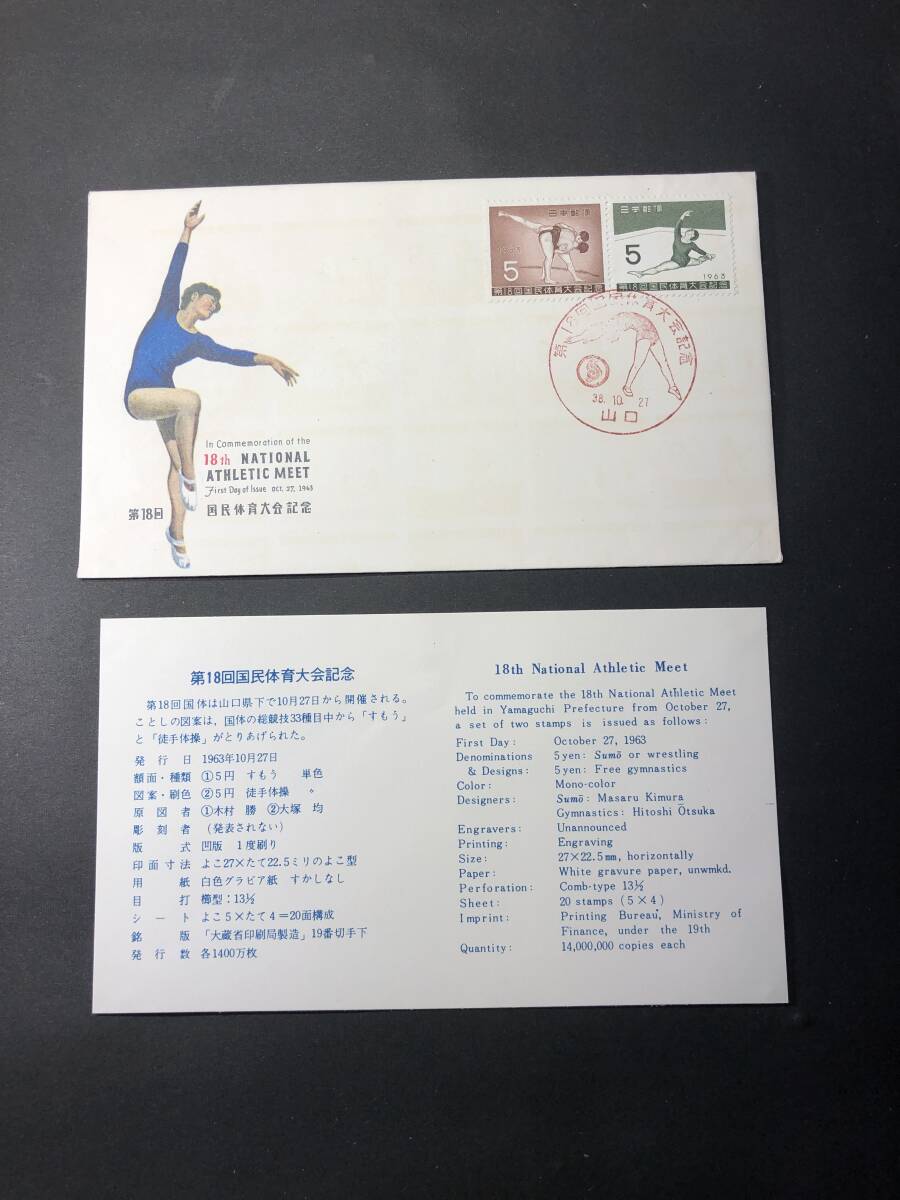 日本郵便
1963
5
第18回国民体育大会記念
日本郵便
5
1963
第18回国民体育大会記念
第18回国民体育大会記念
38.10.27
山口
In Commemoration of the
18th NATIONAL
ATHLETIC MEET
First Day of Issue OCT. 27, 1963
第18回 国民体育大会記念
第18回国民体育大会記念
第18回国体は山口県下で10月27日から開催される。
ことしの図案は、国体の総競技33種目中から「すもう」
と「徒手体操」がとりあげられた。
発行日 1963年10月27日
額面・種類 ①5円 すもう 単色
図案・刷色 ②5円 徒手体操 〃
原図者 ①木村 勝 ②大塚 均
彫刻者 (発表されない)
版式 凹版 1度刷り
印面寸法 よこ27×たて22.5ミリのよこ型
用紙 白色グラビア紙 すかしなし
目打 櫛型:13½
シート よこ5×たて4=20面構成
銘版 「大蔵省印刷局製造」19番切手下
発行数 各1400万枚
18th National Athletic Meet
To commemorate the 18th National Athletic Meet
held in Yamaguchi Prefecture from October 27,
a set of two stamps is issued as follows:
First Day: October 27, 1963
Denominations 5 yen: Sumō or wrestling
& Designs: 5 yen: Free gymnastics
Color: Mono-color
Designers: Sumō: Masaru Kimura
Gymnastics: Hitoshi Ōtsuka
Engravers: Unannounced
Printing: Engraving
Size: 27×22.5mm, horizontally
Paper: White gravure paper, unwmkd.
Perforation: Comb-type 13½
Sheet: 20 stamps (5×4)
Imprint: Printing Bureau, Ministry of
Finance, under the 19th
Quantity: 14,000,000 copies each